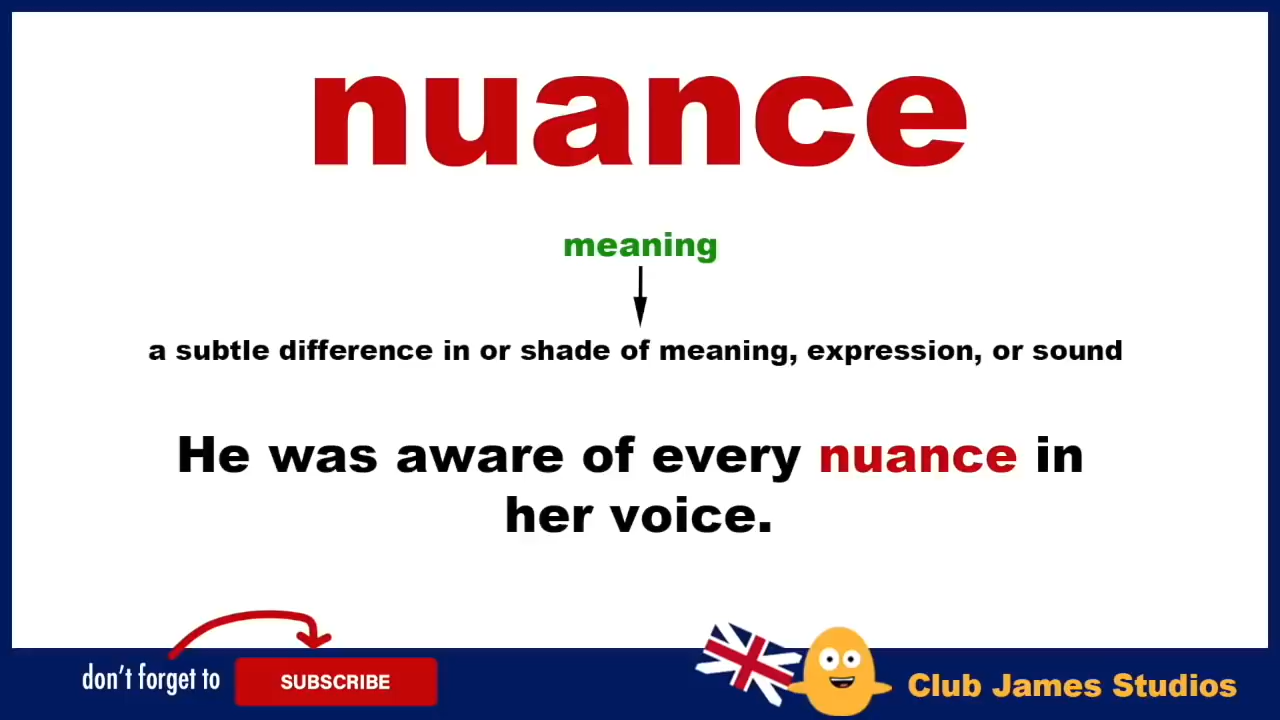 nuance
meaning
a subtle difference in or shade of meaning, expression, or sound
He was aware of every nuance in
her voice.
don't forget to
SUBSCRIBE
Club James Studios